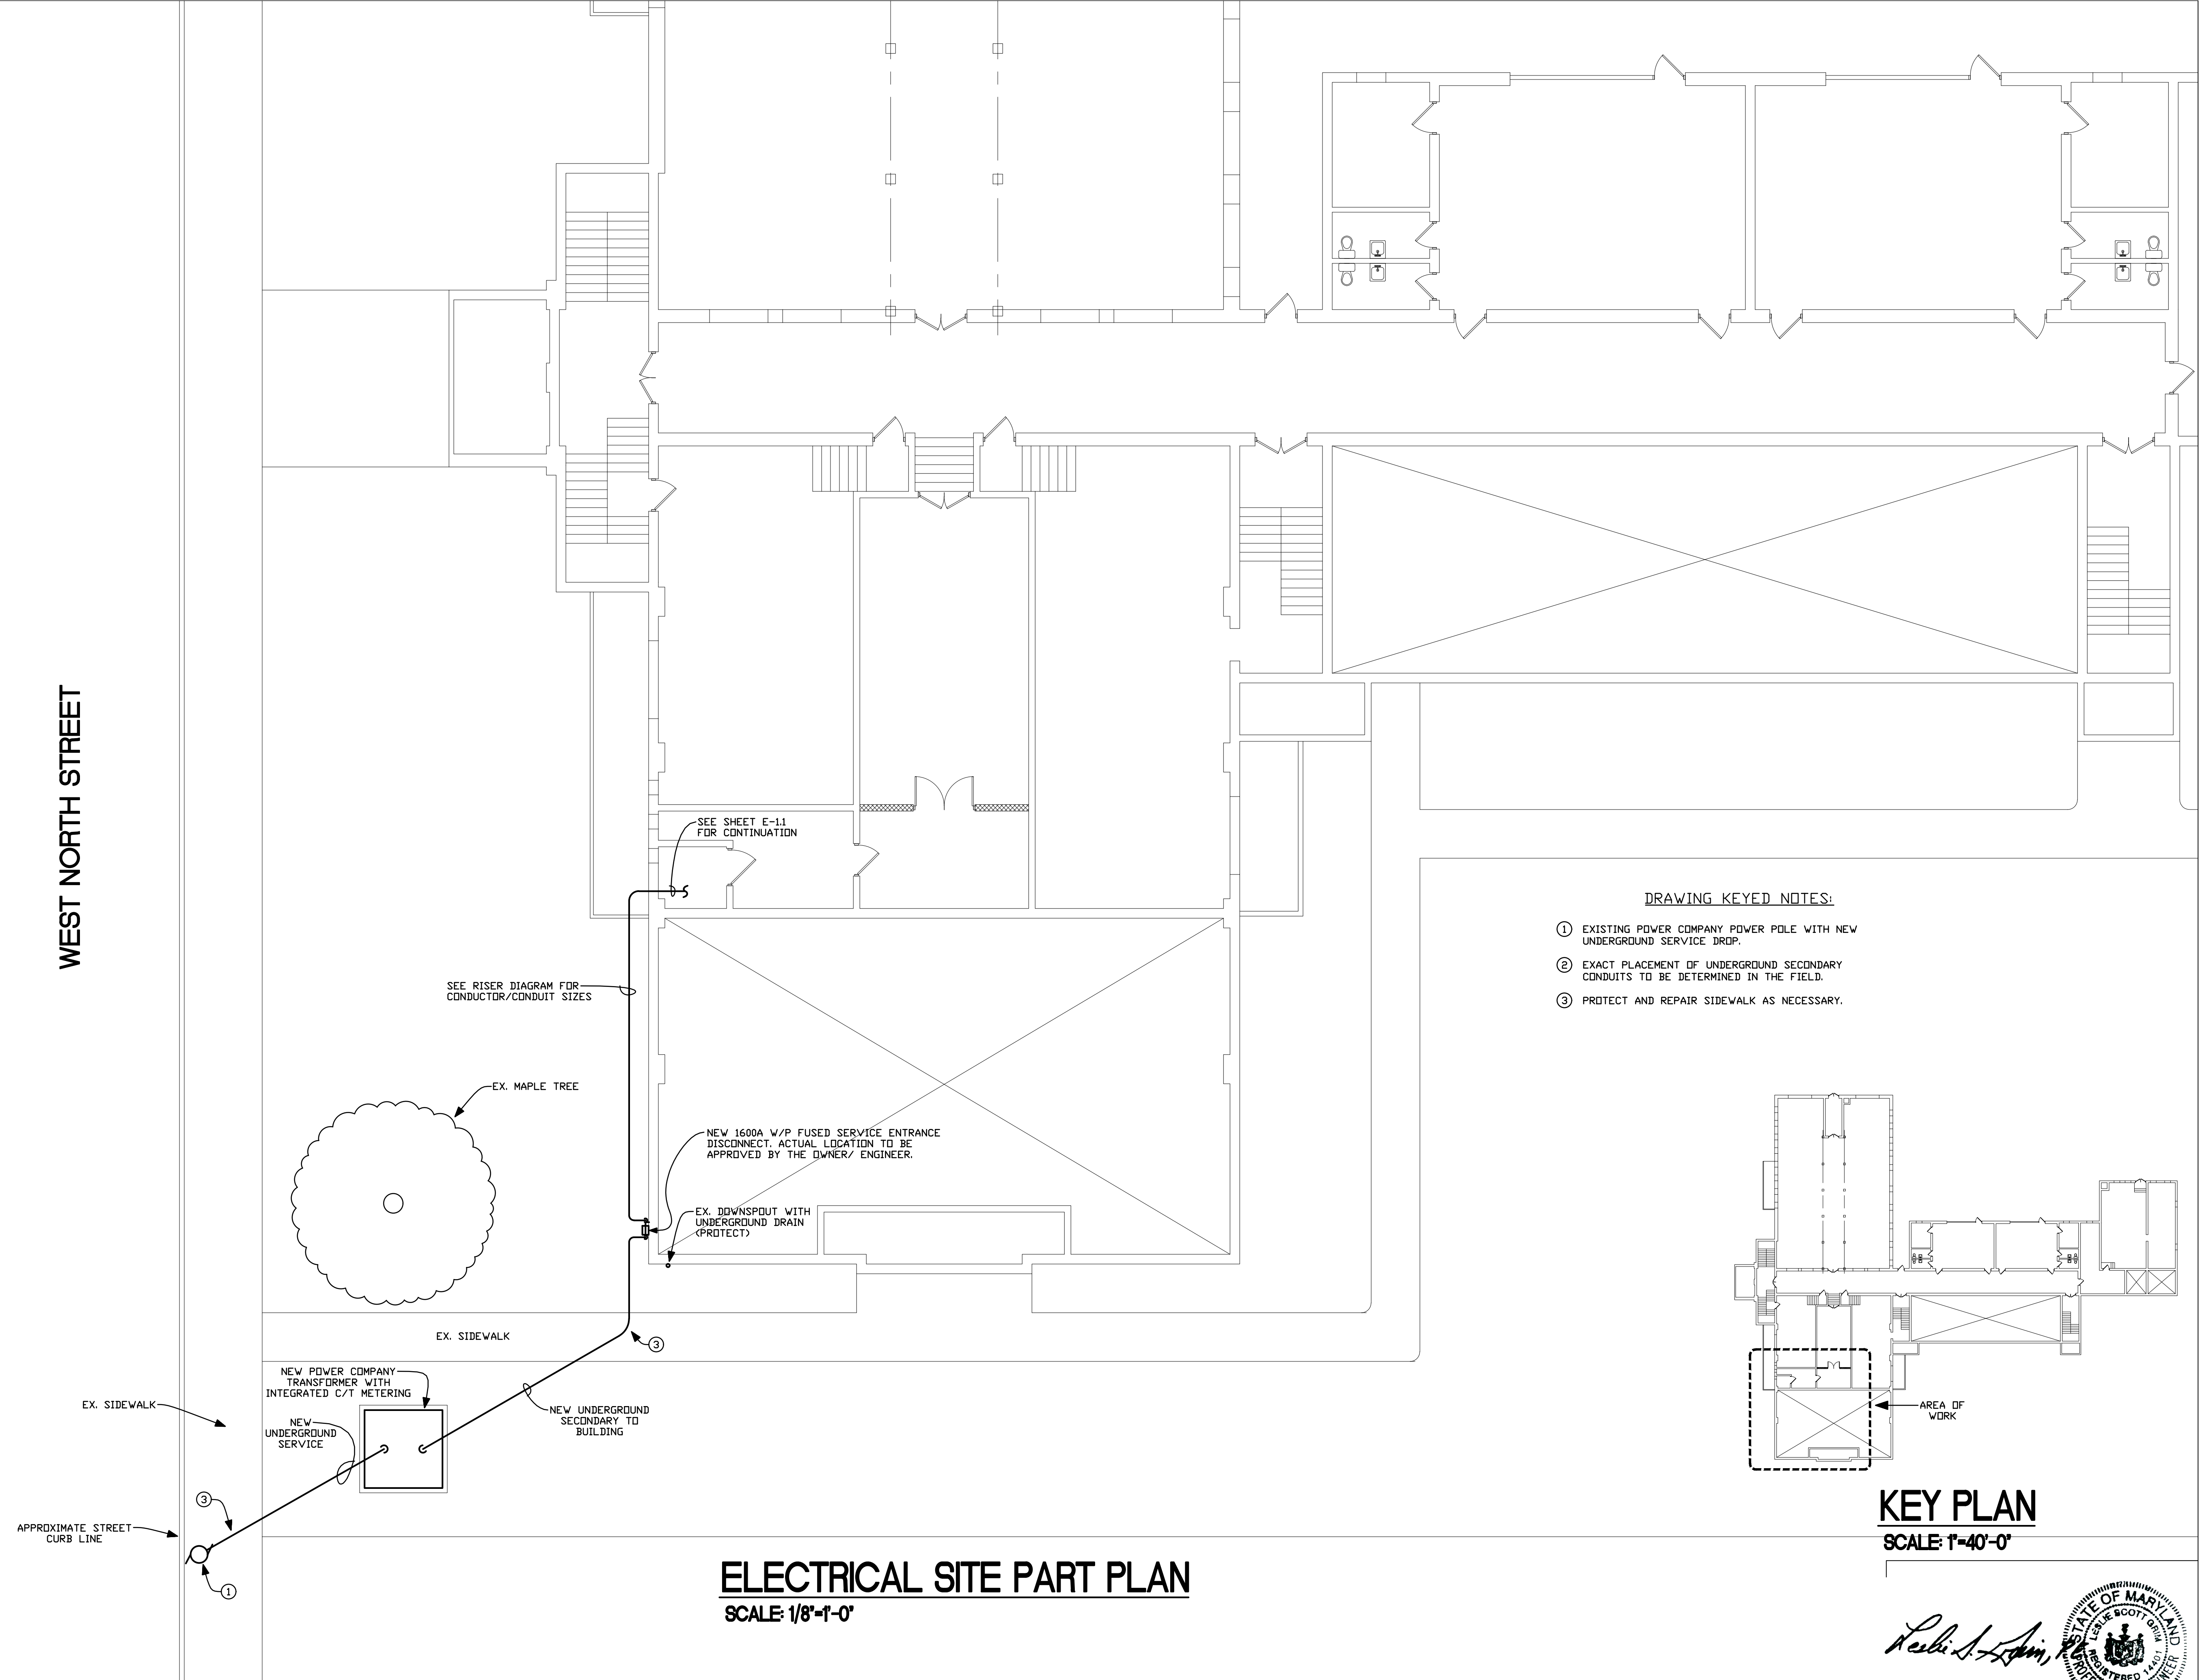 WEST NORTH STREET
SEE SHEET E-1.1
FOR CONTINUATION
DRAWING KEYED NOTES:
1 EXISTING POWER COMPANY POWER POLE WITH NEW
UNDERGROUND SERVICE DROP.
2 EXACT PLACEMENT OF UNDERGROUND SECONDARY
CONDUITS TO BE DETERMINED IN THE FIELD.
3 PROTECT AND REPAIR SIDEWALK AS NECESSARY.
SEE RISER DIAGRAM FOR
CONDUCTOR/CONDUIT SIZES
EX. MAPLE TREE
NEW 1600A W/P FUSED SERVICE ENTRANCE
DISCONNECT. ACTUAL LOCATION TO BE
APPROVED BY THE OWNER/ ENGINEER.
EX. DOWNSPOUT WITH
UNDERGROUND DRAIN
(PROTECT)
EX. SIDEWALK
3
NEW POWER COMPANY
TRANSFORMER WITH
INTEGRATED C/T METERING
EX. SIDEWALK
NEW
UNDERGROUND
SERVICE
NEW UNDERGROUND
SECONDARY TO
BUILDING
3
APPROXIMATE STREET
CURB LINE
1
AREA OF
WORK
KEY PLAN
SCALE: 1"=40'-0"
ELECTRICAL SITE PART PLAN
SCALE: 1/8"=1'-0"
STATE OF MARYLAND
LESLIE SCOTT GRIM
REGISTERED 14401